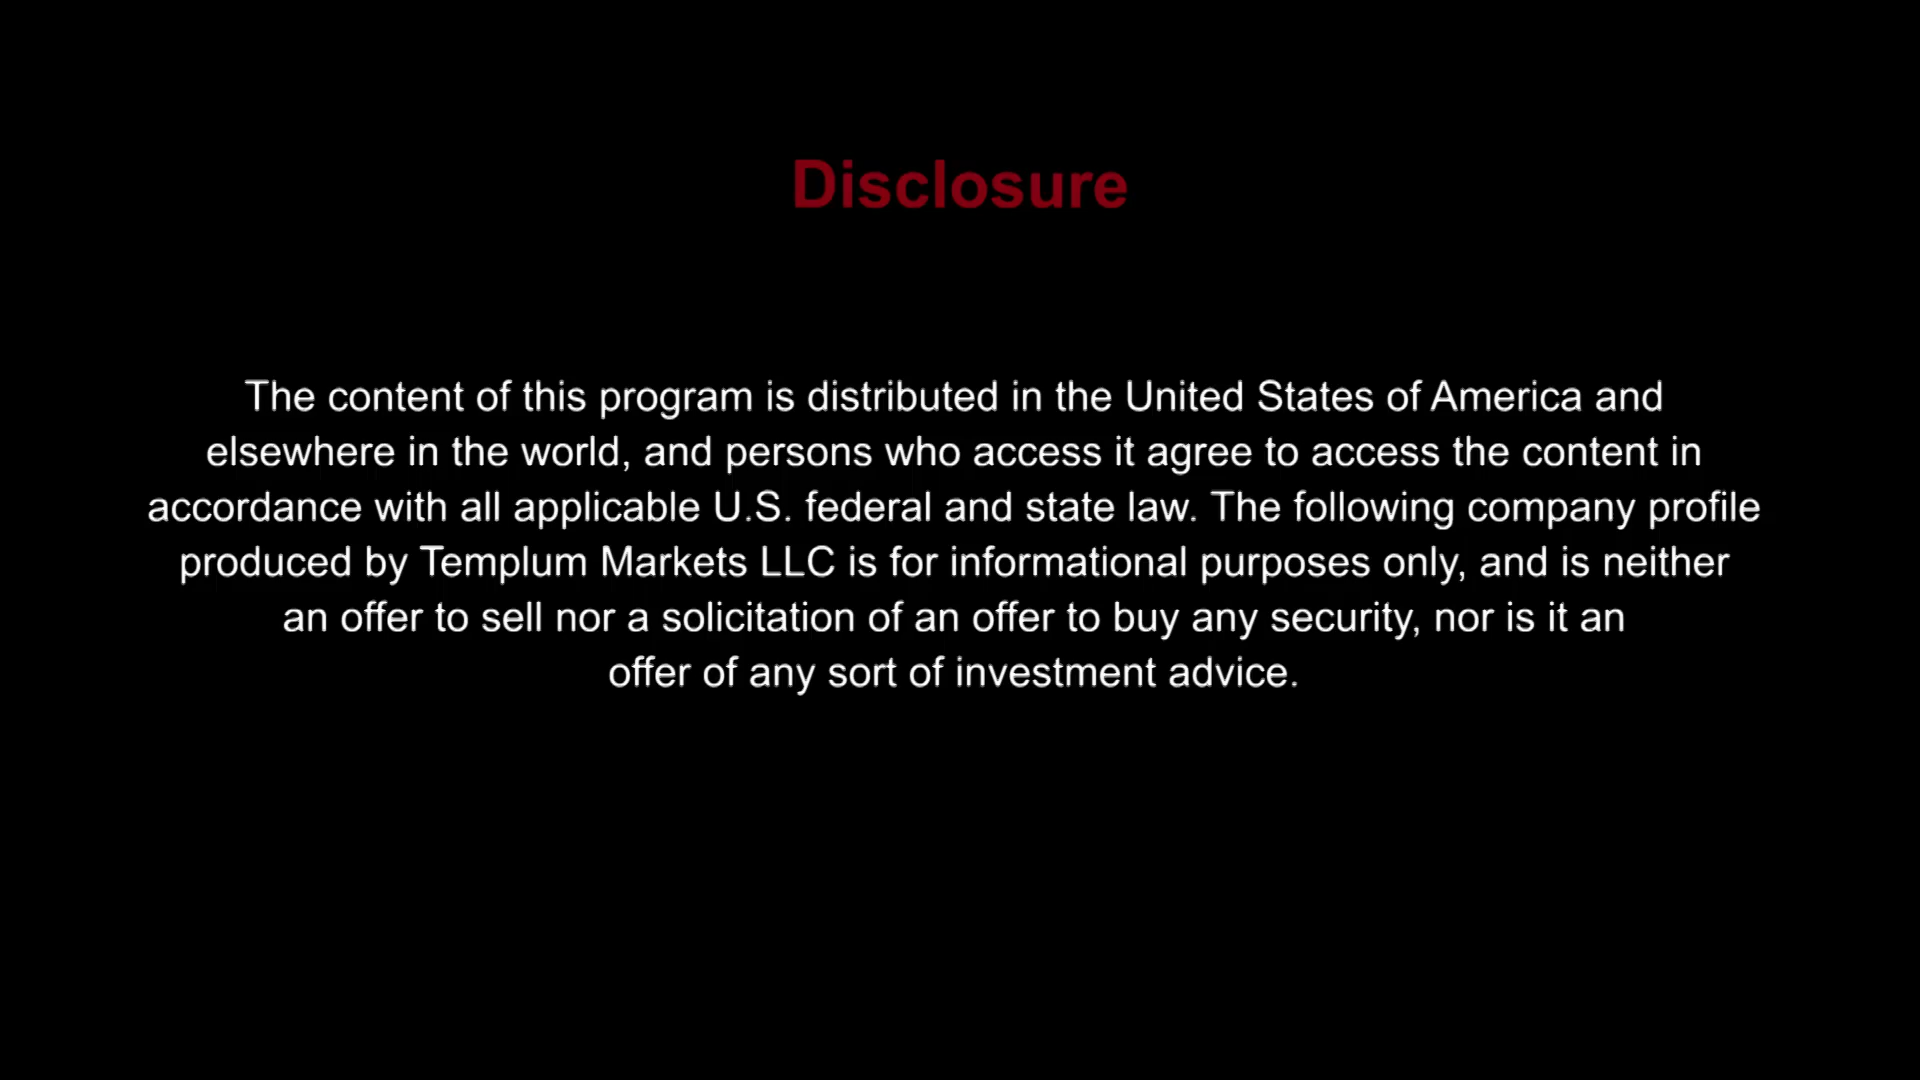 Disclosure
The content of this program is distributed in the United States of America and
elsewhere in the world, and persons who access it agree to access the content in
accordance with all applicable U.S. federal and state law. The following company profile
produced by Templum Markets LLC is for informational purposes only, and is neither
an offer to sell nor a solicitation of an offer to buy any security, nor is it an
offer of any sort of investment advice.